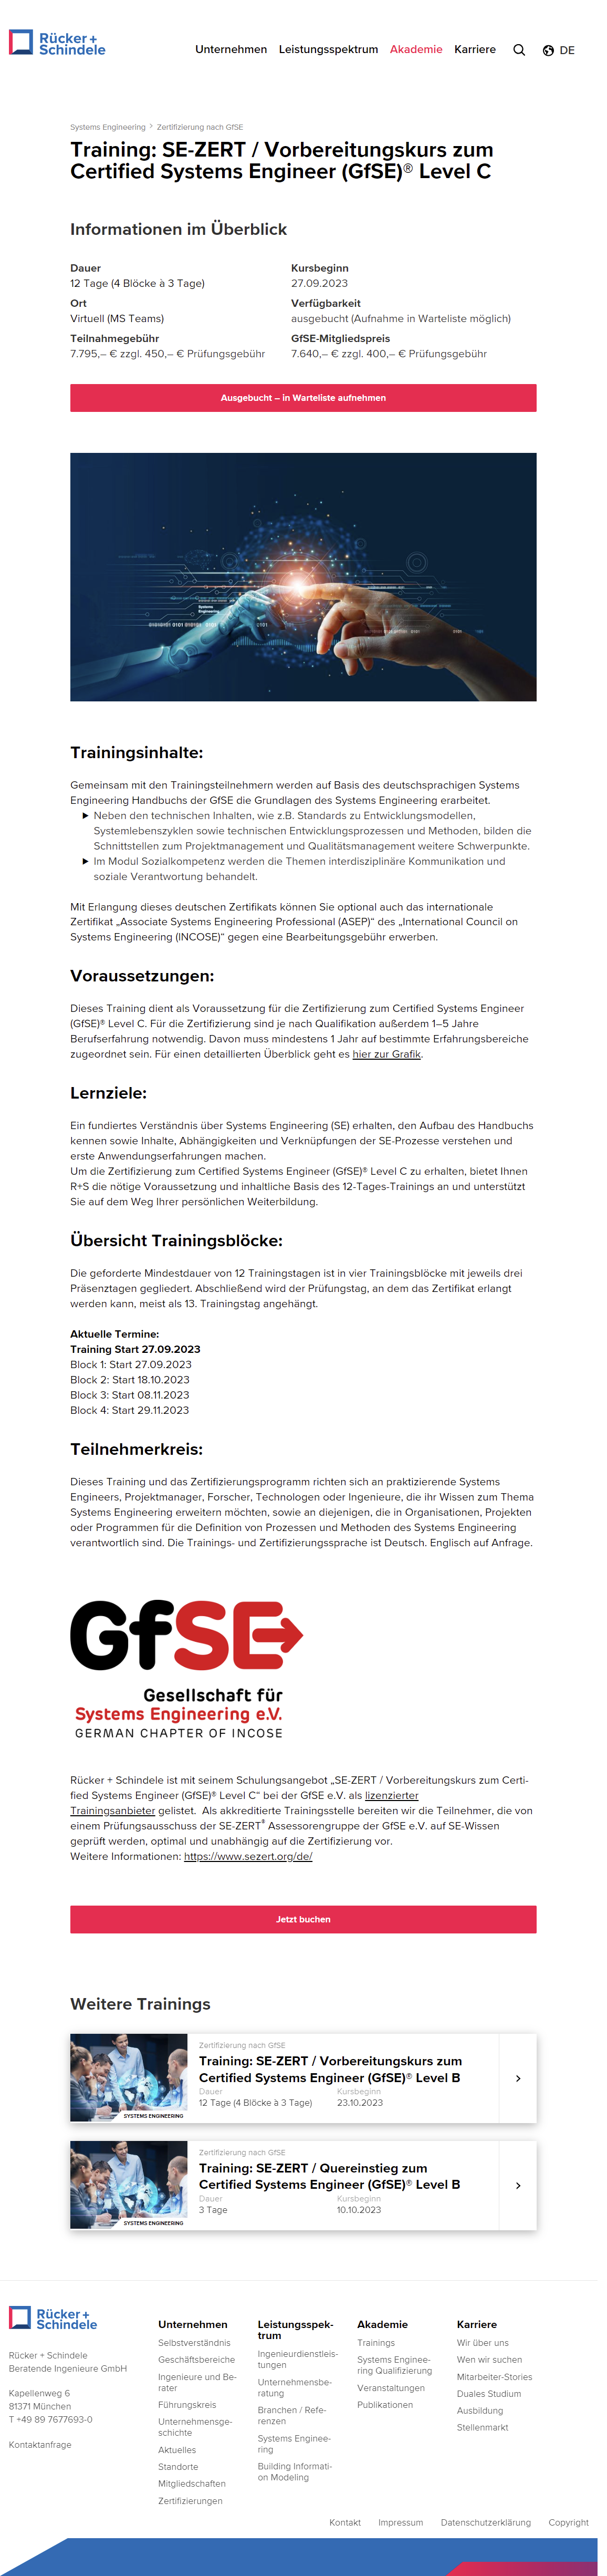 Rücker +
Schindele
Unternehmen Leistungsspektrum Akademie Karriere DE
Systems Engineering > Zertifizierung nach GfSE
Training: SE-ZERT / Vorbereitungskurs zum
Certified Systems Engineer (GfSE)® Level C
Informationen im Überblick
Dauer
12 Tage (4 Blöcke à 3 Tage)
Kursbeginn
27.09.2023
Ort
Virtuell (MS Teams)
Verfügbarkeit
ausgebucht (Aufnahme in Warteliste möglich)
Teilnahmegebühr
7.795,– € zzgl. 450,– € Prüfungsgebühr
GfSE-Mitgliedspreis
7.640,– € zzgl. 400,– € Prüfungsgebühr
Ausgebucht – in Warteliste aufnehmen
Systems
Engineering
Trainingsinhalte:
Gemeinsam mit den Trainingsteilnehmern werden auf Basis des deutschsprachigen Systems
Engineering Handbuchs der GfSE die Grundlagen des Systems Engineering erarbeitet.
Neben den technischen Inhalten, wie z.B. Standards zu Entwicklungsmodellen,
Systemlebenszyklen sowie technischen Entwicklungsprozessen und Methoden, bilden die
Schnittstellen zum Projektmanagement und Qualitätsmanagement weitere Schwerpunkte.
Im Modul Sozialkompetenz werden die Themen interdisziplinäre Kommunikation und
soziale Verantwortung behandelt.
Mit Erlangung dieses deutschen Zertifikats können Sie optional auch das internationale
Zertifikat „Associate Systems Engineering Professional (ASEP)“ des „International Council on
Systems Engineering (INCOSE)“ gegen eine Bearbeitungsgebühr erwerben.
Voraussetzungen:
Dieses Training dient als Voraussetzung für die Zertifizierung zum Certified Systems Engineer
(GfSE)® Level C. Für die Zertifizierung sind je nach Qualifikation außerdem 1–5 Jahre
Berufserfahrung notwendig. Davon muss mindestens 1 Jahr auf bestimmte Erfahrungsbereiche
zugeordnet sein. Für einen detaillierten Überblick geht es hier zur Grafik.
Lernziele:
Ein fundiertes Verständnis über Systems Engineering (SE) erhalten, den Aufbau des Handbuchs
kennen sowie Inhalte, Abhängigkeiten und Verknüpfungen der SE-Prozesse verstehen und
erste Anwendungserfahrungen machen.
Um die Zertifizierung zum Certified Systems Engineer (GfSE)® Level C zu erhalten, bietet Ihnen
R+S die nötige Voraussetzung und inhaltliche Basis des 12-Tages-Trainings an und unterstützt
Sie auf dem Weg Ihrer persönlichen Weiterbildung.
Übersicht Trainingsblöcke:
Die geforderte Mindestdauer von 12 Trainingstagen ist in vier Trainingsblöcke mit jeweils drei
Präsenztagen gegliedert. Abschließend wird der Prüfungstag, an dem das Zertifikat erlangt
werden kann, meist als 13. Trainingstag angehängt.
Aktuelle Termine:
Training Start 27.09.2023
Block 1: Start 27.09.2023
Block 2: Start 18.10.2023
Block 3: Start 08.11.2023
Block 4: Start 29.11.2023
Teilnehmerkreis:
Dieses Training und das Zertifizierungsprogramm richten sich an praktizierende Systems
Engineers, Projektmanager, Forscher, Technologen oder Ingenieure, die ihr Wissen zum Thema
Systems Engineering erweitern möchten, sowie an diejenigen, die in Organisationen, Projekten
oder Programmen für die Definition von Prozessen und Methoden des Systems Engineering
verantwortlich sind. Die Trainings- und Zertifizierungssprache ist Deutsch. Englisch auf Anfrage.
GfSE
Gesellschaft für
Systems Engineering e.V.
GERMAN CHAPTER OF INCOSE
Rücker + Schindele ist mit seinem Schulungsangebot „SE-ZERT / Vorbereitungskurs zum Certi-
fied Systems Engineer (GfSE)® Level C“ bei der GfSE e.V. als lizenzierter
Trainingsanbieter gelistet. Als akkreditierte Trainingsstelle bereiten wir die Teilnehmer, die von
einem Prüfungsausschuss der SE-ZERT® Assessorengruppe der GfSE e.V. auf SE-Wissen
geprüft werden, optimal und unabhängig auf die Zertifizierung vor.
Weitere Informationen: https://www.sezert.org/de/
Jetzt buchen
Weitere Trainings
Zertifizierung nach GfSE
Training: SE-ZERT / Vorbereitungskurs zum
Certified Systems Engineer (GfSE)® Level B
Dauer Kursbeginn
12 Tage (4 Blöcke à 3 Tage) 23.10.2023
SYSTEMS ENGINEERING
Zertifizierung nach GfSE
Training: SE-ZERT / Quereinstieg zum
Certified Systems Engineer (GfSE)® Level B
Dauer Kursbeginn
3 Tage 10.10.2023
SYSTEMS ENGINEERING
Rücker +
Schindele
Rücker + Schindele
Beratende Ingenieure GmbH
Kapellenweg 6
81371 München
T +49 89 7677693-0
Kontaktanfrage
Unternehmen
Selbstverständnis
Geschäftsbereiche
Ingenieure und Be-
rater
Führungskreis
Unternehmensge-
schichte
Aktuelles
Standorte
Mitgliedschaften
Zertifizierungen
Leistungsspek-
trum
Ingenieurdienstleis-
tungen
Unternehmensbe-
ratung
Branchen / Refe-
renzen
Systems Enginee-
ring
Building Informati-
on Modeling
Akademie
Trainings
Systems Enginee-
ring Qualifizierung
Veranstaltungen
Publikationen
Karriere
Wir über uns
Wen wir suchen
Mitarbeiter-Stories
Duales Studium
Ausbildung
Stellenmarkt
Kontakt Impressum Datenschutzerklärung Copyright